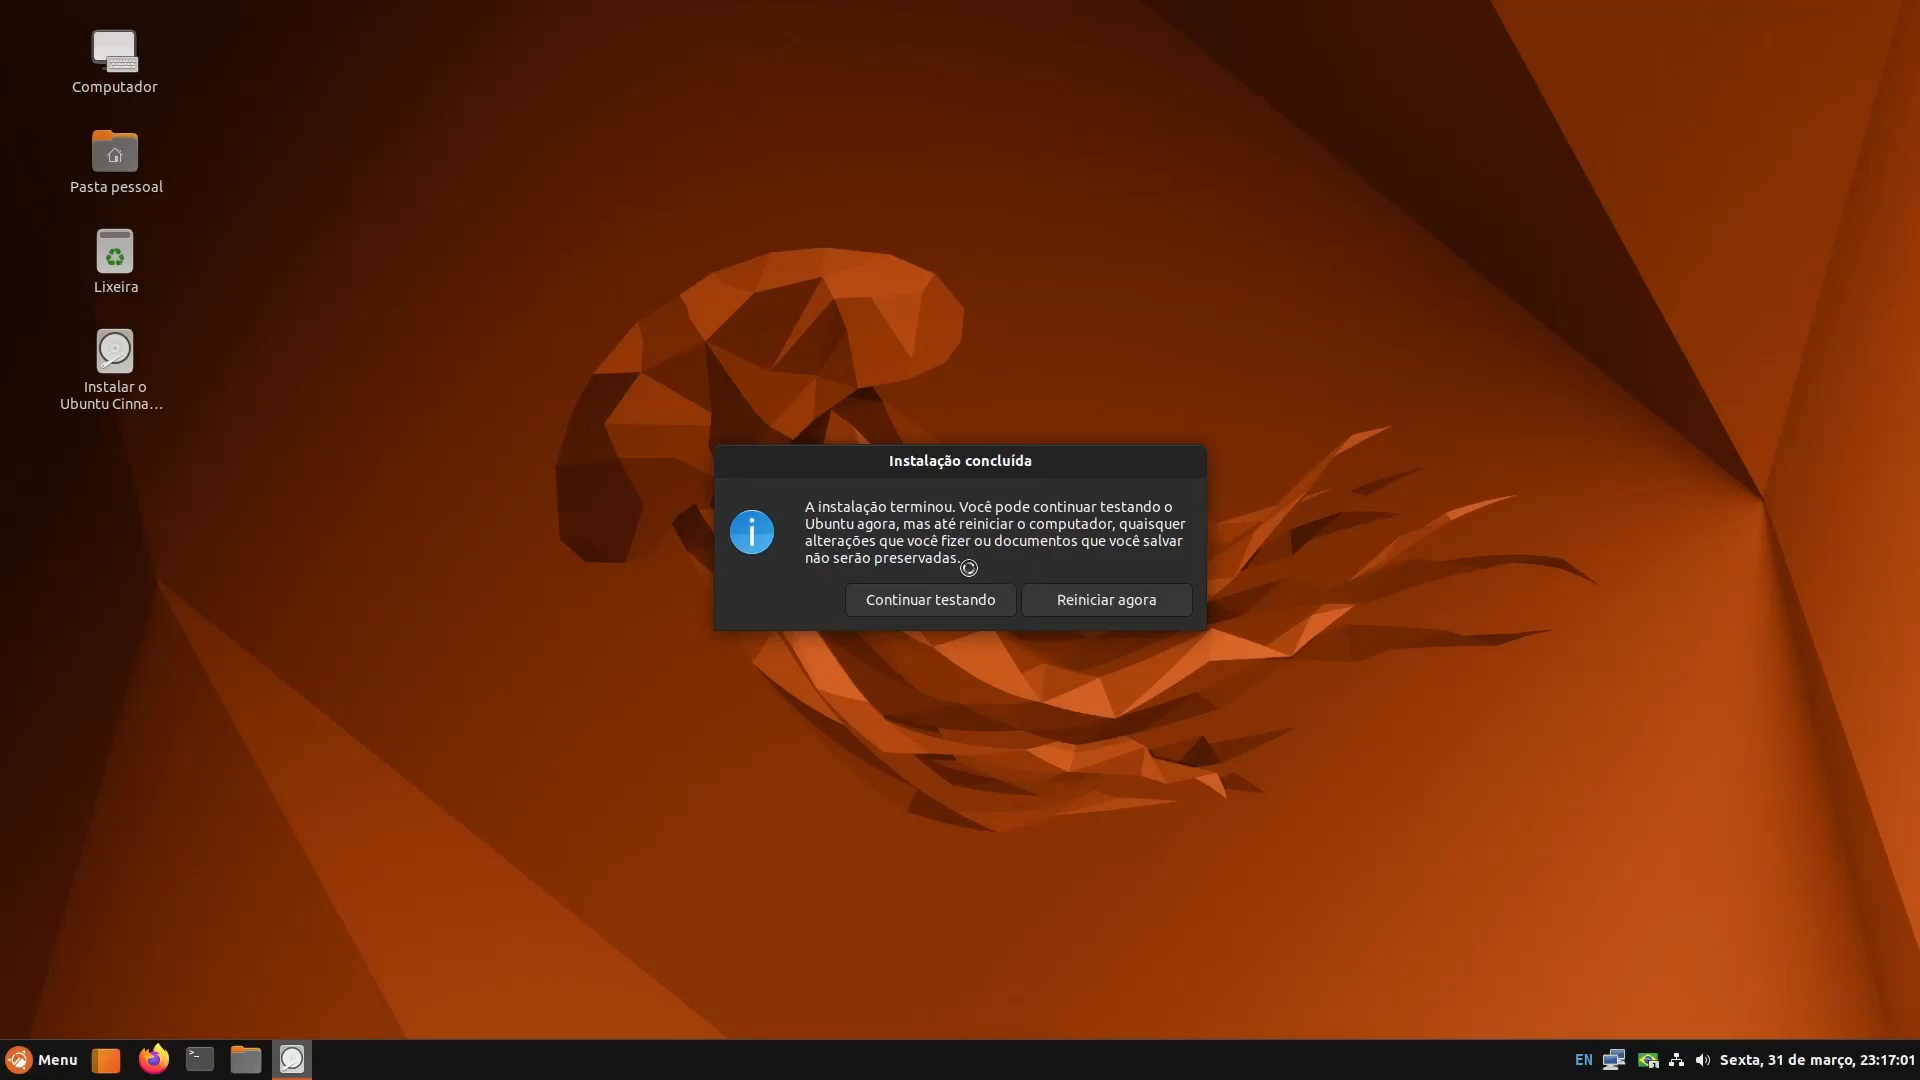 Computador
Pasta pessoal
Lixeira
Instalar o
Ubuntu Cinna...
Instalação concluída
A instalação terminou. Você pode continuar testando o
Ubuntu agora, mas até reiniciar o computador, quaisquer
alterações que você fizer ou documentos que você salvar
não serão preservadas.
Continuar testando
Reiniciar agora
Menu
EN
Sexta, 31 de março, 23:17:01